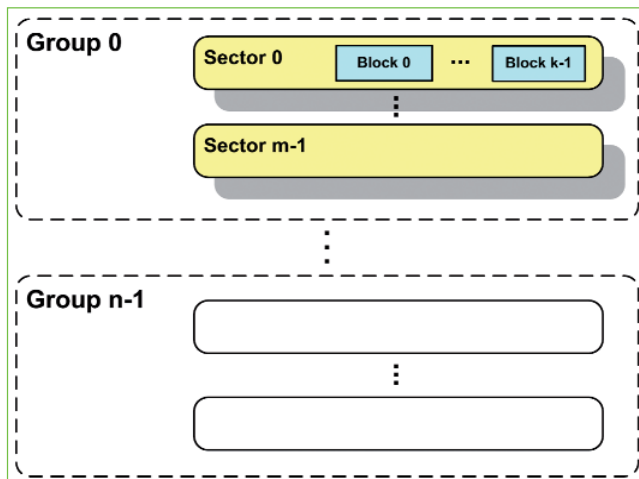 Group 0
Sector 0
Block 0
...
Block k-1
Sector m-1
Group n-1